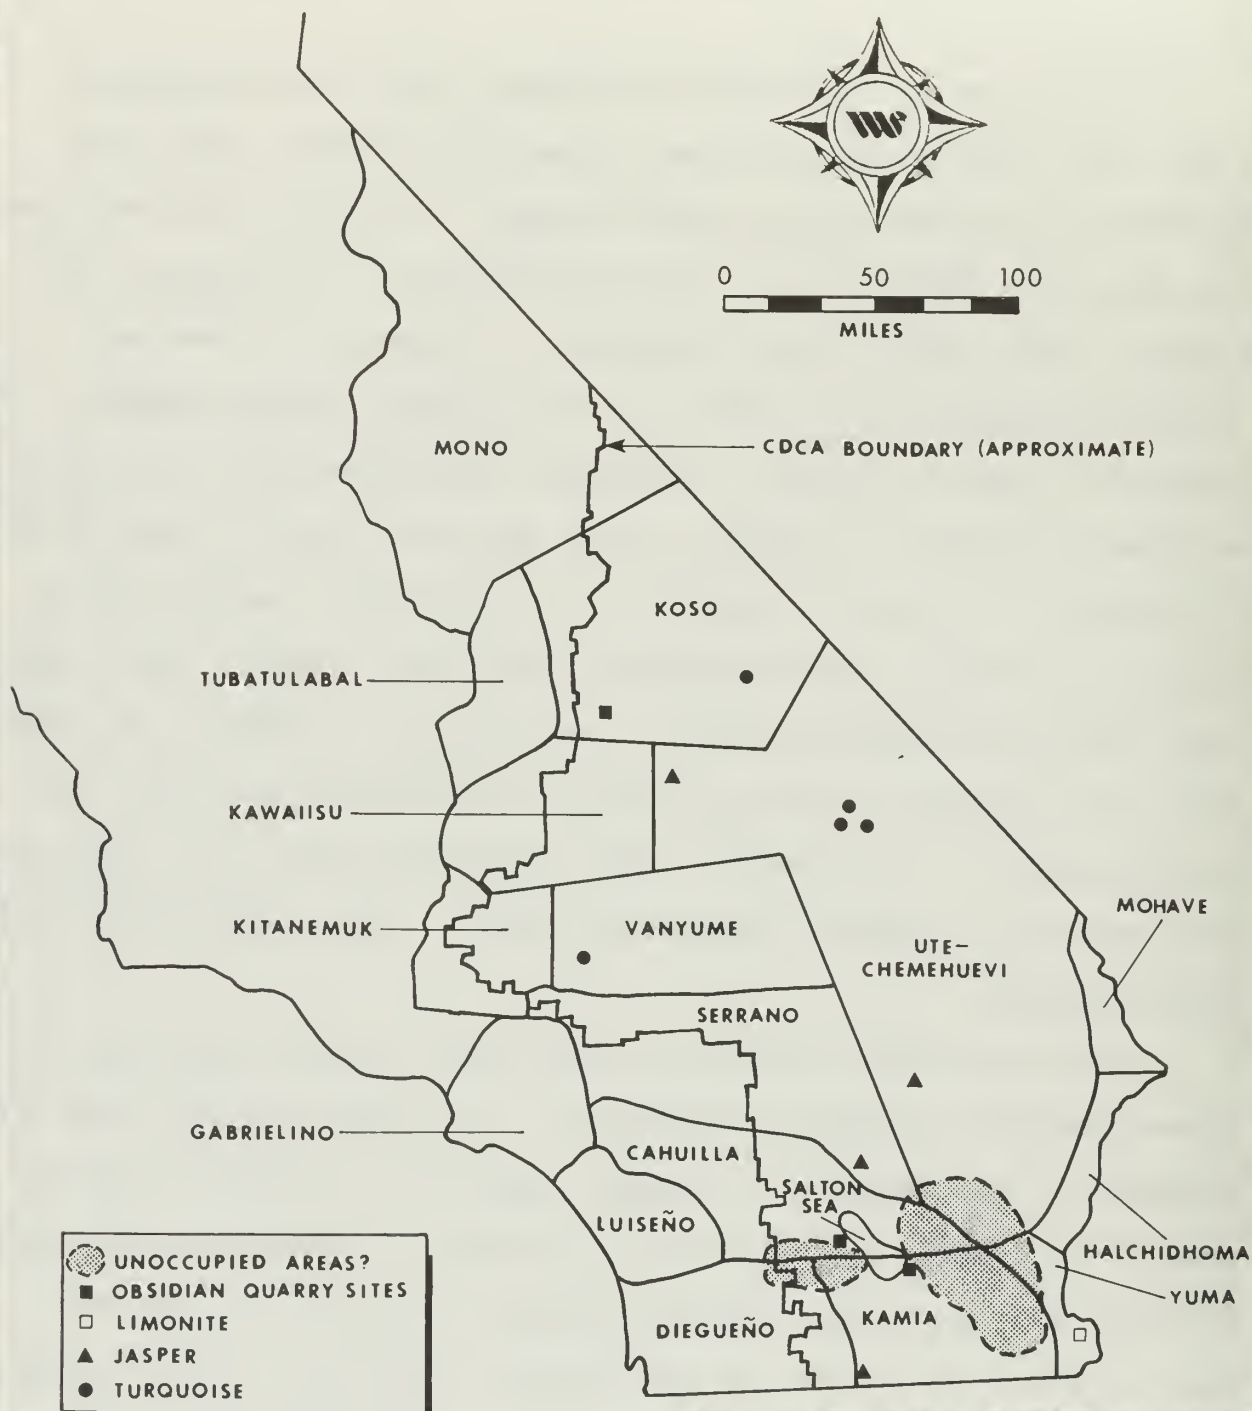 0 50 100
MILES
MONO
CDCA BOUNDARY (APPROXIMATE)
KOSO
TUBATULABAL
KAWAIISU
MOHAVE
KITANEMUK
VANYUME
UTE-
CHEMEHUEVI
SERRANO
GABRIELINO
CAHUILLA
SALTON
SEA
LUISEÑO
HALCHIDHOMA
YUMA
DIEGUEÑO
KAMIA
UNOCCUPIED AREAS?
OBSIDIAN QUARRY SITES
LIMONITE
JASPER
TURQUOISE